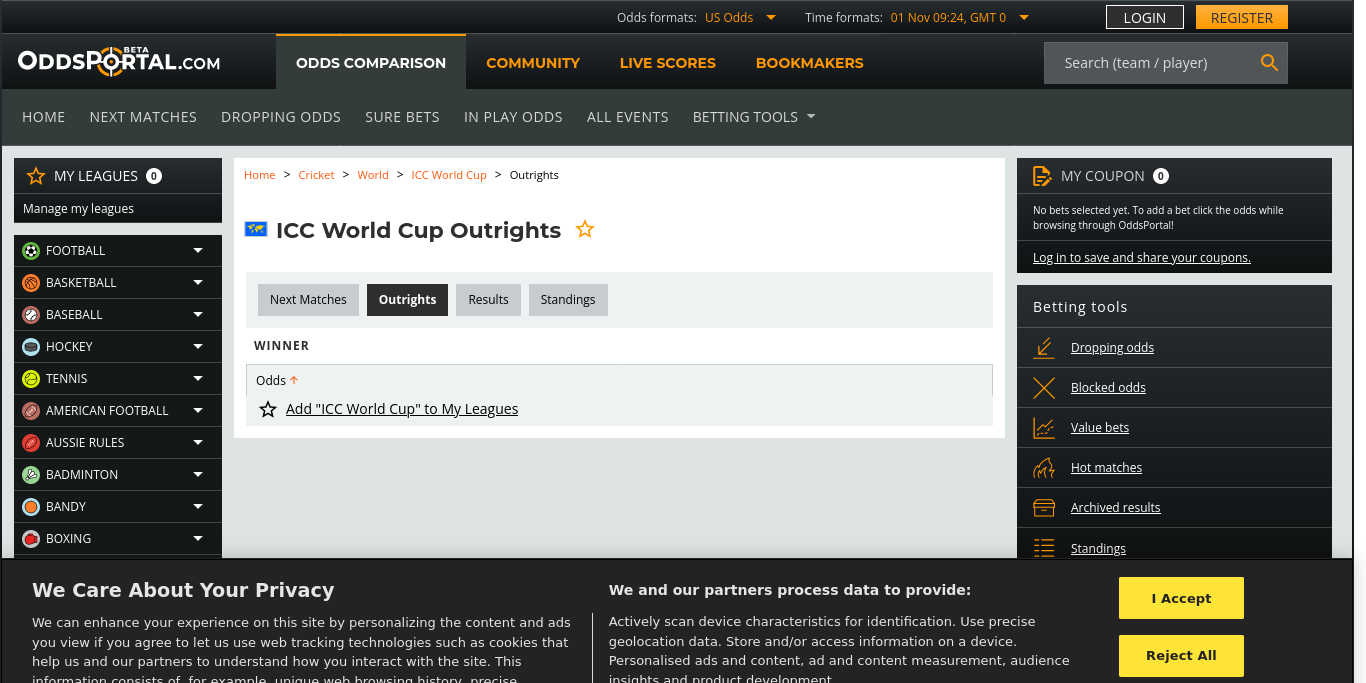 Odds formats: US Odds Time formats: 01 Nov 09:24, GMT 0 LOGIN REGISTER
ODDSPORTAL.COM BETA
ODDS COMPARISON COMMUNITY LIVE SCORES BOOKMAKERS Search (team / player)
HOME NEXT MATCHES DROPPING ODDS SURE BETS IN PLAY ODDS ALL EVENTS BETTING TOOLS
MY LEAGUES 0
Manage my leagues
FOOTBALL
BASKETBALL
BASEBALL
HOCKEY
TENNIS
AMERICAN FOOTBALL
AUSSIE RULES
BADMINTON
BANDY
BOXING
Home > Cricket > World > ICC World Cup > Outrights
ICC World Cup Outrights
Next Matches Outrights Results Standings
WINNER
Odds
Add "ICC World Cup" to My Leagues
MY COUPON 0
No bets selected yet. To add a bet click the odds while
browsing through OddsPortal!
Log in to save and share your coupons.
Betting tools
Dropping odds
Blocked odds
Value bets
Hot matches
Archived results
Standings
We Care About Your Privacy
We can enhance your experience on this site by personalizing the content and ads
you view if you agree to let us use web tracking technologies such as cookies that
help us and our partners to understand how you interact with the site. This
information consists of, for example, unique web browsing history, precise
We and our partners process data to provide:
Actively scan device characteristics for identification. Use precise
geolocation data. Store and/or access information on a device.
Personalised ads and content, ad and content measurement, audience
insights and product development.
I Accept
Reject All